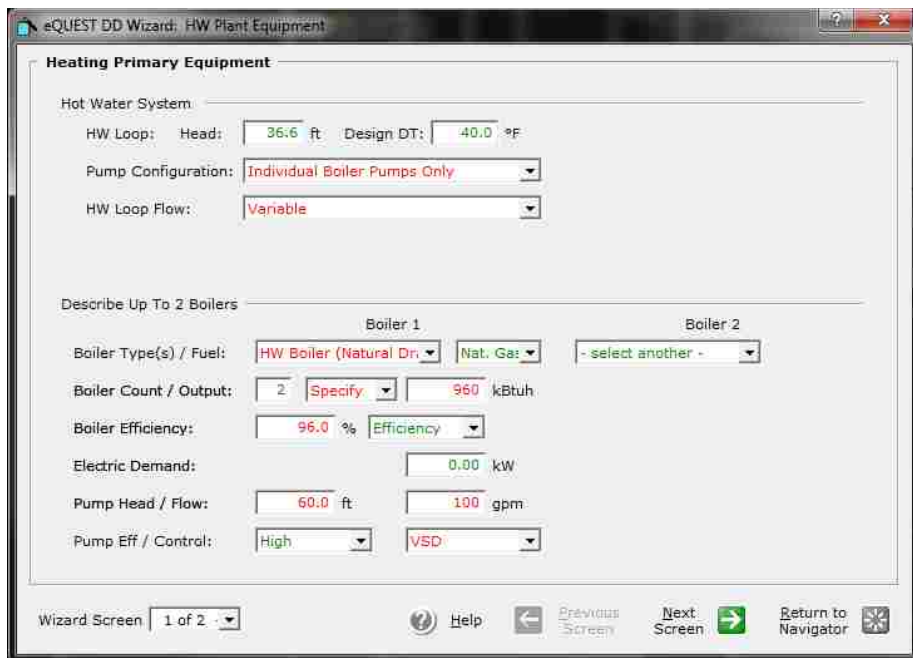 eQUEST DD Wizard: HW Plant Equipment
Heating Primary Equipment
Hot Water System
HW Loop: Head: 36.6 ft Design DT: 40.0 °F
Pump Configuration: Individual Boiler Pumps Only
HW Loop Flow: Variable
Describe Up To 2 Boilers
Boiler 1 Boiler 2
Boiler Type(s) / Fuel: HW Boiler (Natural Dr. Nat. Gas - select another -
Boiler Count / Output: 2 Specify 960 kBtuh
Boiler Efficiency: 96.0 % Efficiency
Electric Demand: 0.00 kW
Pump Head / Flow: 60.0 ft 100 gpm
Pump Eff / Control: High VSD
Wizard Screen 1 of 2 - ? Help Previous Screen Next Screen Return to Navigator